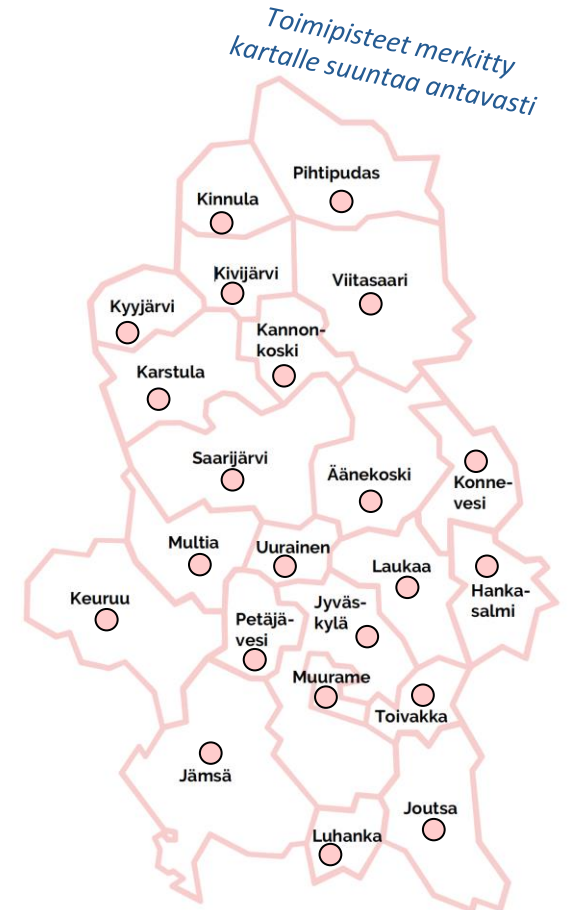 Toimipisteet merkitty
kartalle suuntaa antavasti
Pihtipudas
Kinnula
Kivijärvi
Viitasaari
Kyyjärvi
Kannon-
koski
Karstula
Saarijärvi
Äänekoski
Konne-
vesi
Multia
Uurainen
Laukaa
Hanka-
salmi
Keuruu
Jyväs-
kylä
Petäjä-
vesi
Muurame
Toivakka
Jämsä
Joutsa
Luhanka